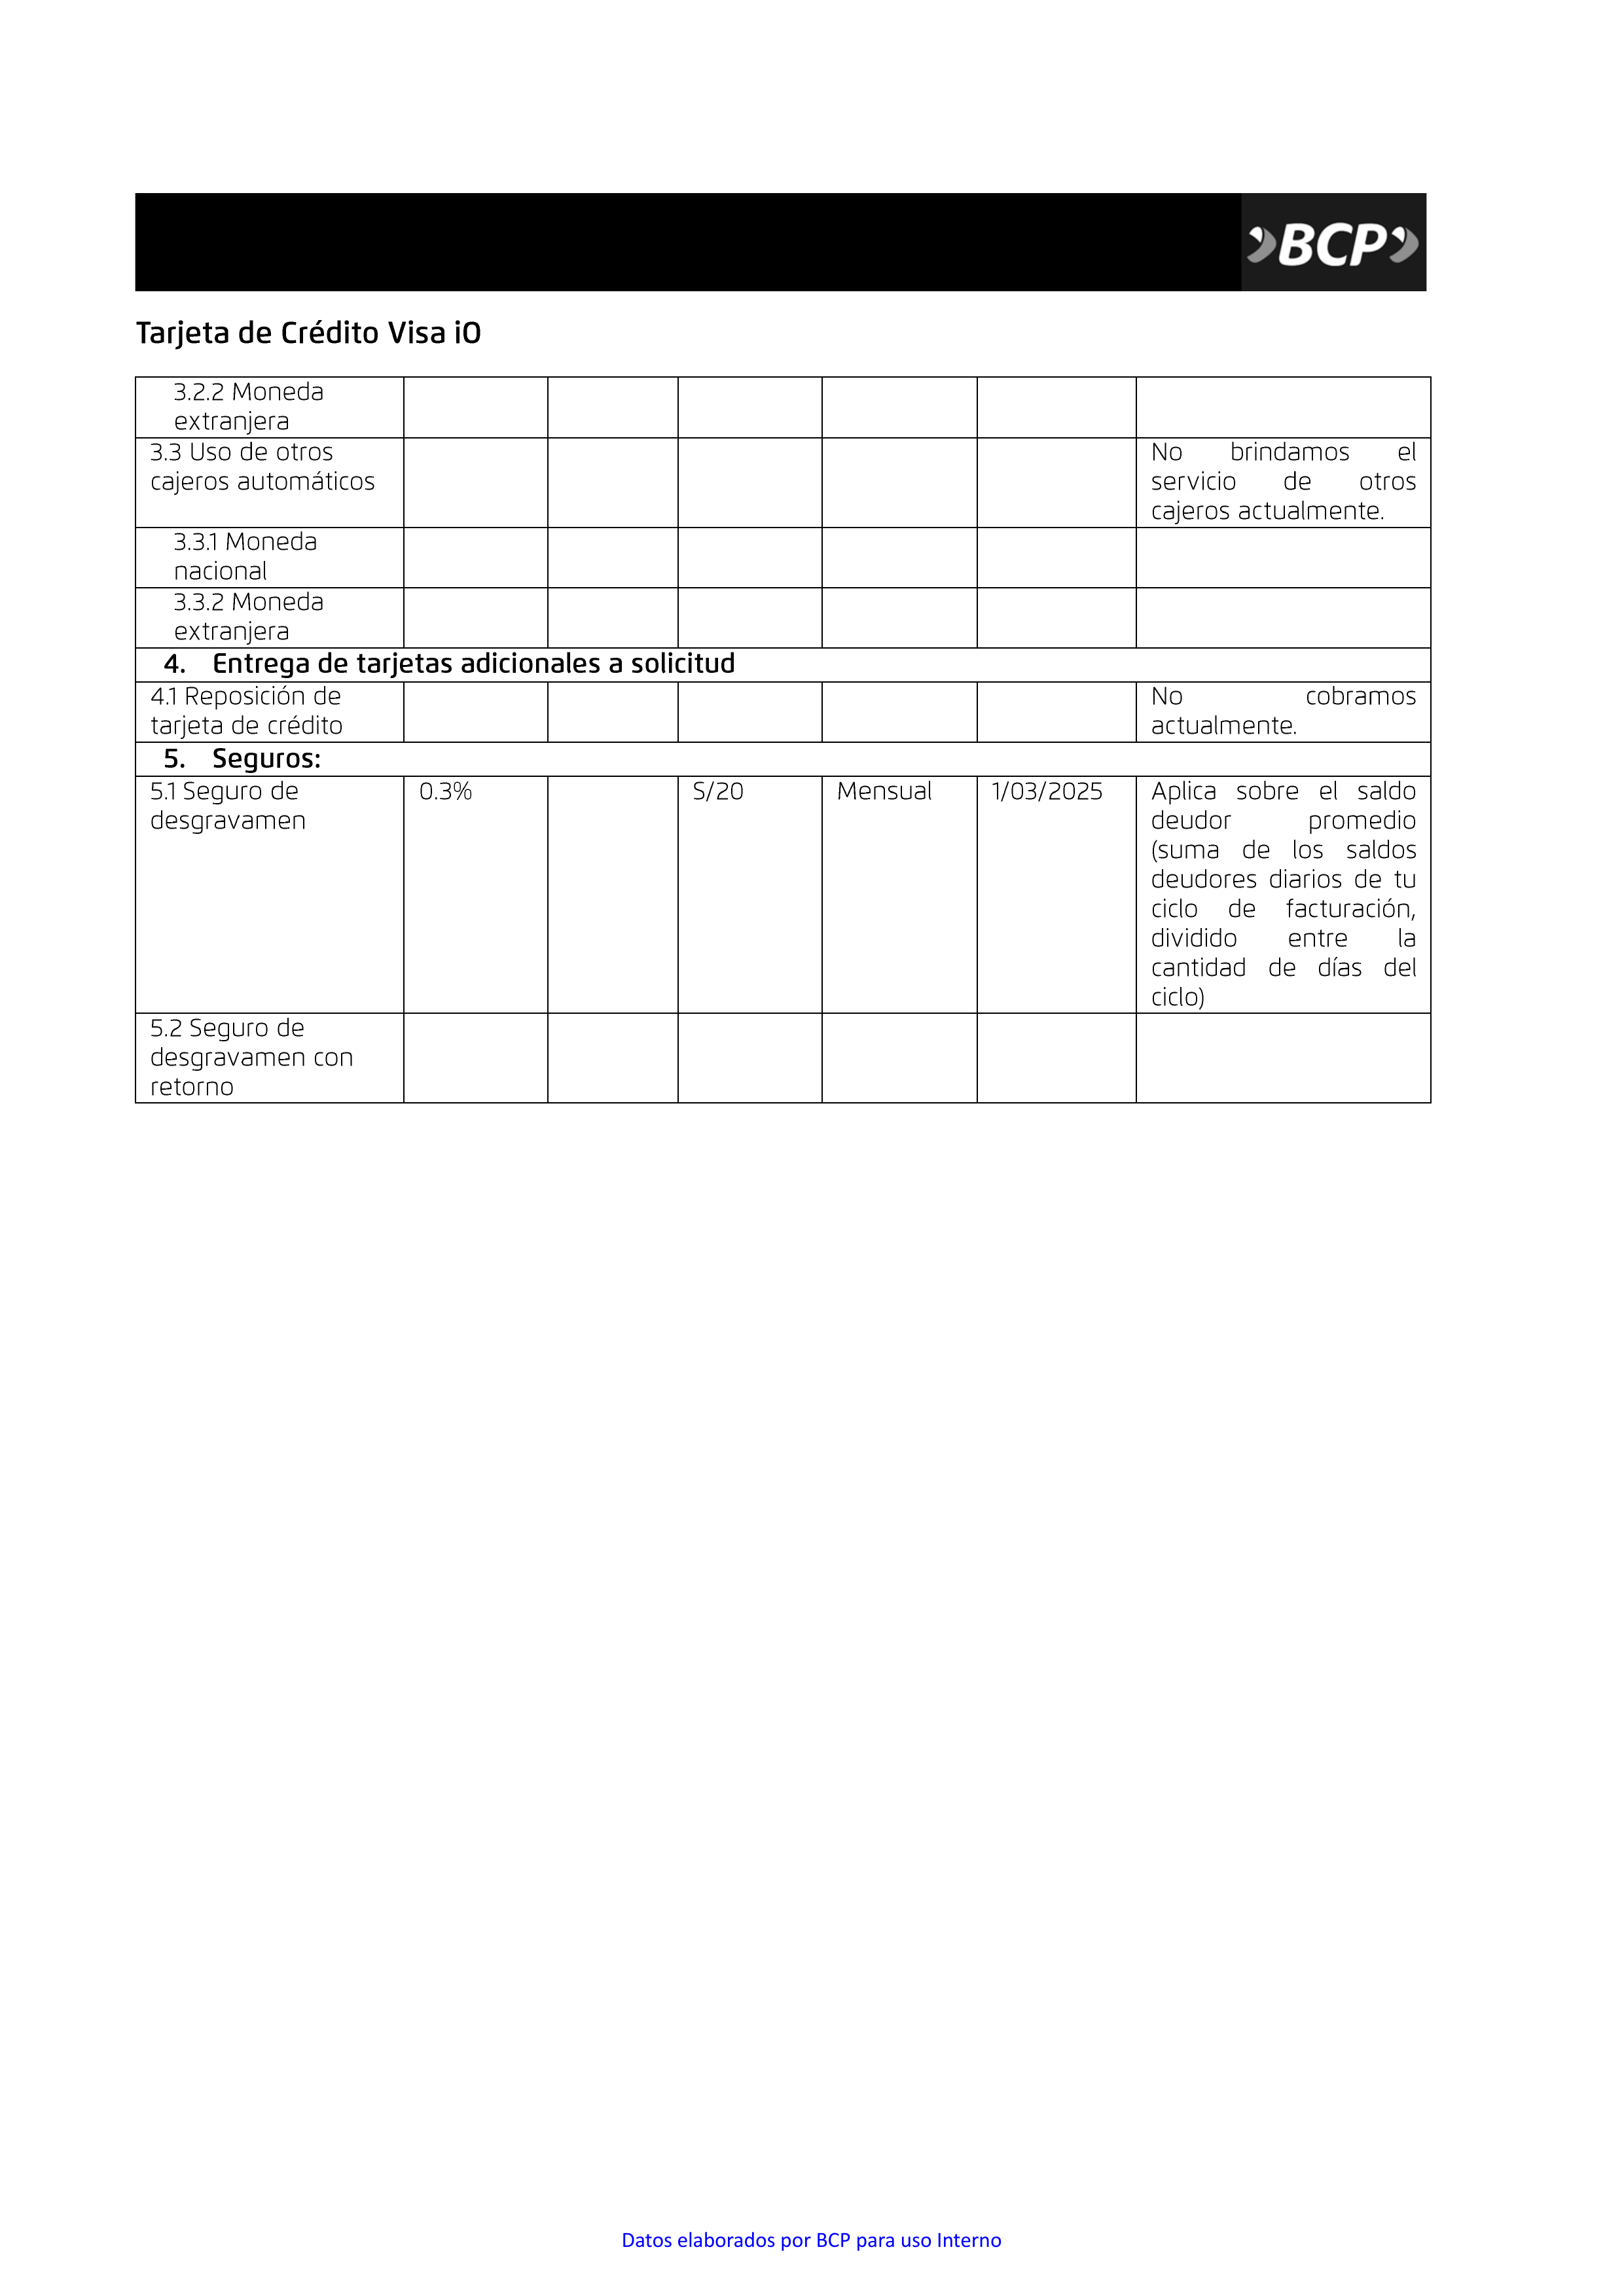 BCP
Tarjeta de Crédito Visa iO
3.2.2 Moneda
extranjera
3.3 Uso de otros
cajeros automáticos
No brindamos el
servicio de otros
cajeros actualmente.
3.3.1 Moneda
nacional
3.3.2 Moneda
extranjera
4. Entrega de tarjetas adicionales a solicitud
4.1 Reposición de
tarjeta de crédito
No cobramos
actualmente.
5. Seguros:
5.1 Seguro de
desgravamen
0.3%
S/20
Mensual
1/03/2025
Aplica sobre el saldo
deudor promedio
(suma de los saldos
deudores diarios de tu
ciclo de facturación,
dividido entre la
cantidad de días del
ciclo)
5.2 Seguro de
desgravamen con
retorno
Datos elaborados por BCP para uso Interno